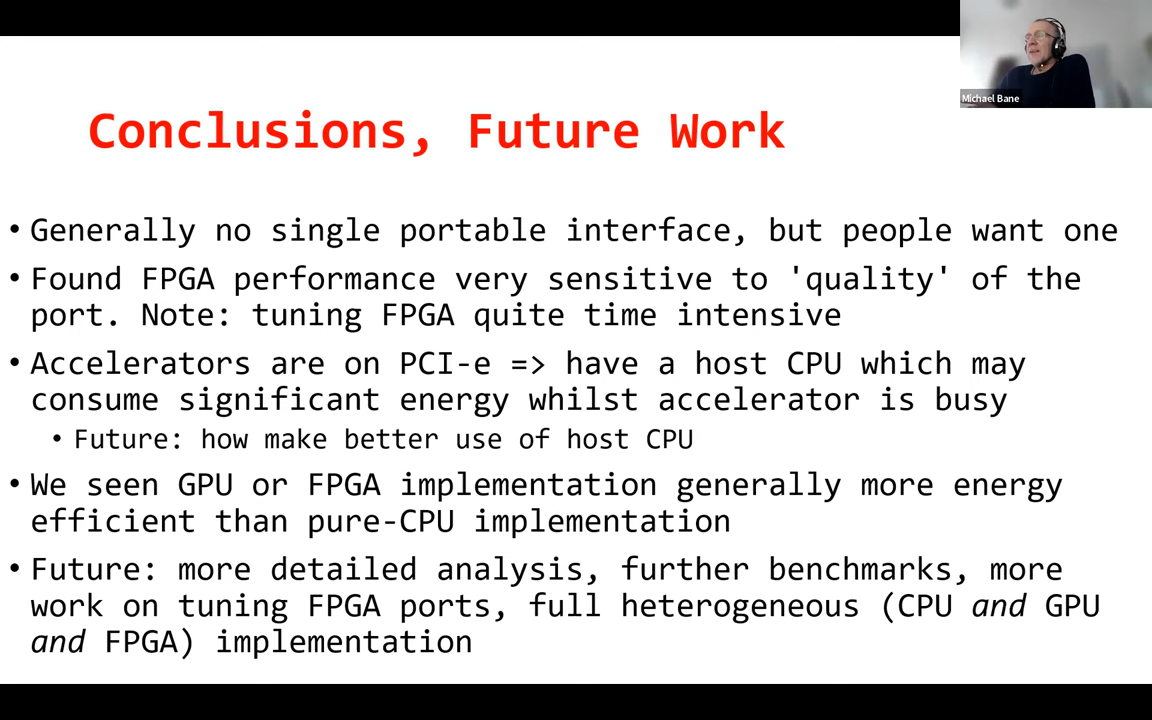 Michael Bane
Conclusions, Future Work
• Generally no single portable interface, but people want one
• Found FPGA performance very sensitive to 'quality' of the
port. Note: tuning FPGA quite time intensive
• Accelerators are on PCI-e => have a host CPU which may
consume significant energy whilst accelerator is busy
• Future: how make better use of host CPU
• We seen GPU or FPGA implementation generally more energy
efficient than pure-CPU implementation
• Future: more detailed analysis, further benchmarks, more
work on tuning FPGA ports, full heterogeneous (CPU and GPU
and FPGA) implementation